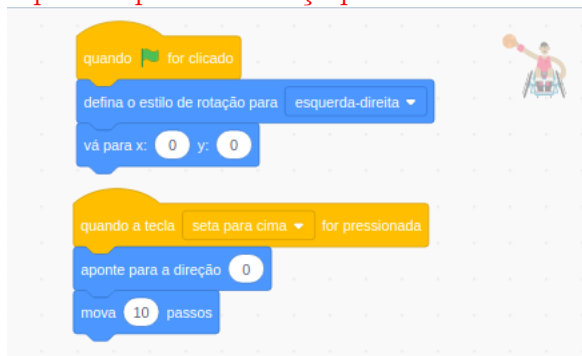 quando for clicado
defina o estilo de rotação para esquerda-direita
vá para x: 0 y: 0
quando a tecla seta para cima for pressionada
aponte para a direção 0
mova 10 passos